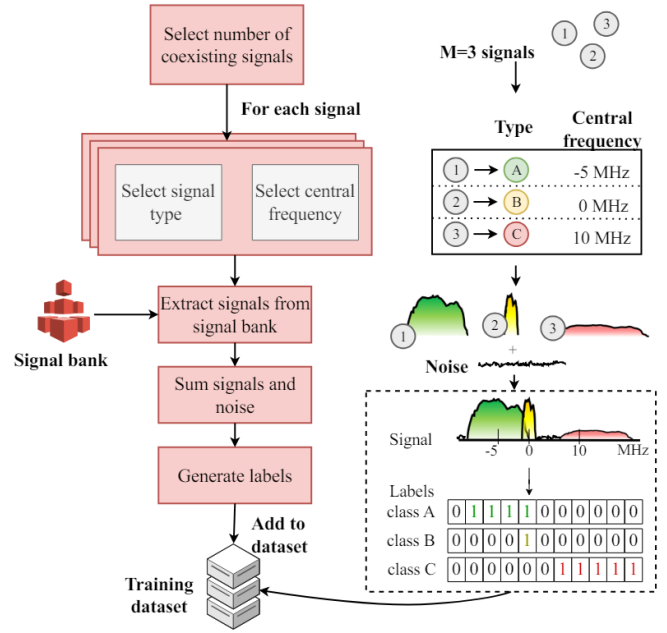 Select number of
coexisting signals
For each signal
Select signal
type
Select central
frequency
Extract signals from
signal bank
Signal bank
Sum signals and
noise
Generate labels
Add to
dataset
Training
dataset
M=3 signals
1
2
3
Type
Central
frequency
1 A -5 MHz
2 B 0 MHz
3 C 10 MHz
1
2
3
+
Noise
Signal
-5 0 10 MHz
Labels
class A 0 1 1 1 1 0 0 0 0 0 0
class B 0 0 0 0 1 0 0 0 0 0 0
class C 0 0 0 0 0 0 1 1 1 1 1